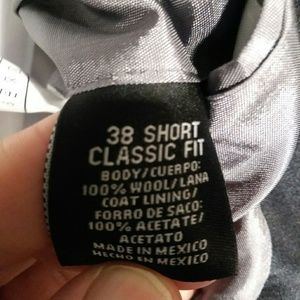 38 SHORT
CLASSIC FIT
BODY/CUERPO:
100% WOOL/LANA
COAT LINING/
FORRO DE SACO:
100% ACETATE/
ACETATO
MADE IN MEXICO
HECHO EN MEXICO